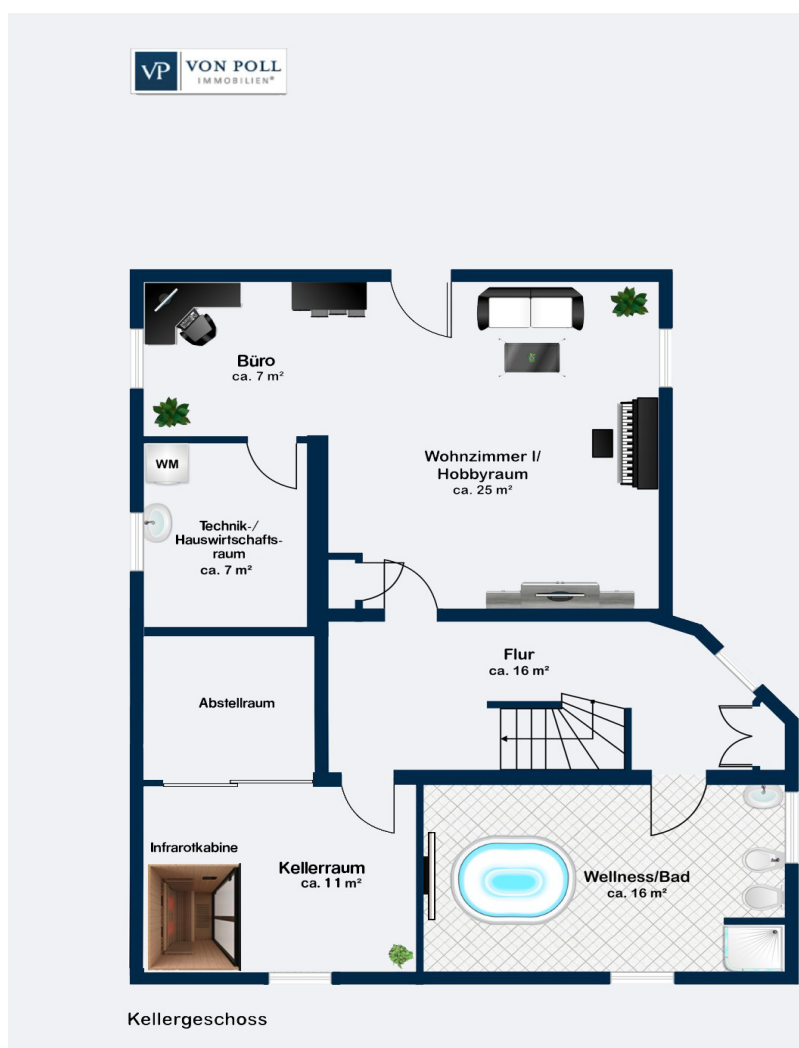 VP VON POLL
IMMOBILIEN®
Büro
ca. 7 m²
WM
Wohnzimmer I/
Hobbyraum
ca. 25 m²
Technik-/
Hauswirtschafts-
raum
ca. 7 m²
Flur
ca. 16 m²
Abstellraum
Infrarotkabine
Kellerraum
ca. 11 m²
Wellness/Bad
ca. 16 m²
Kellergeschoss